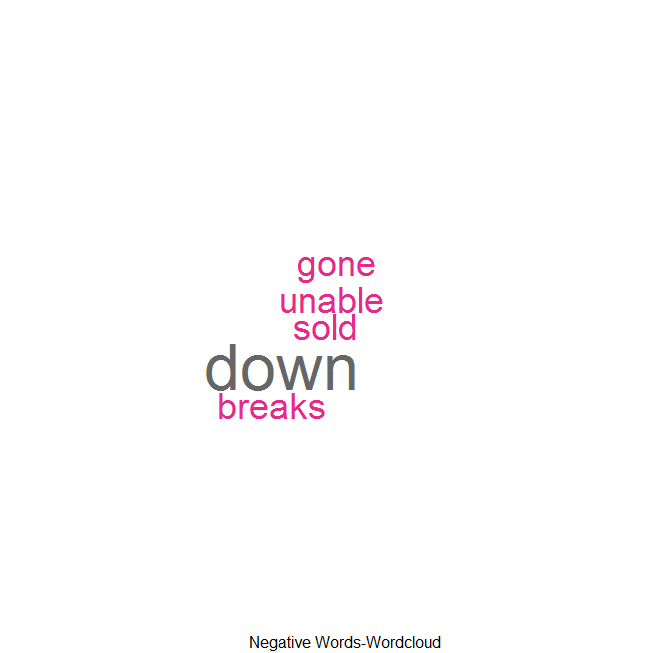 gone
unable
sold
down
breaks
Negative Words-Wordcloud